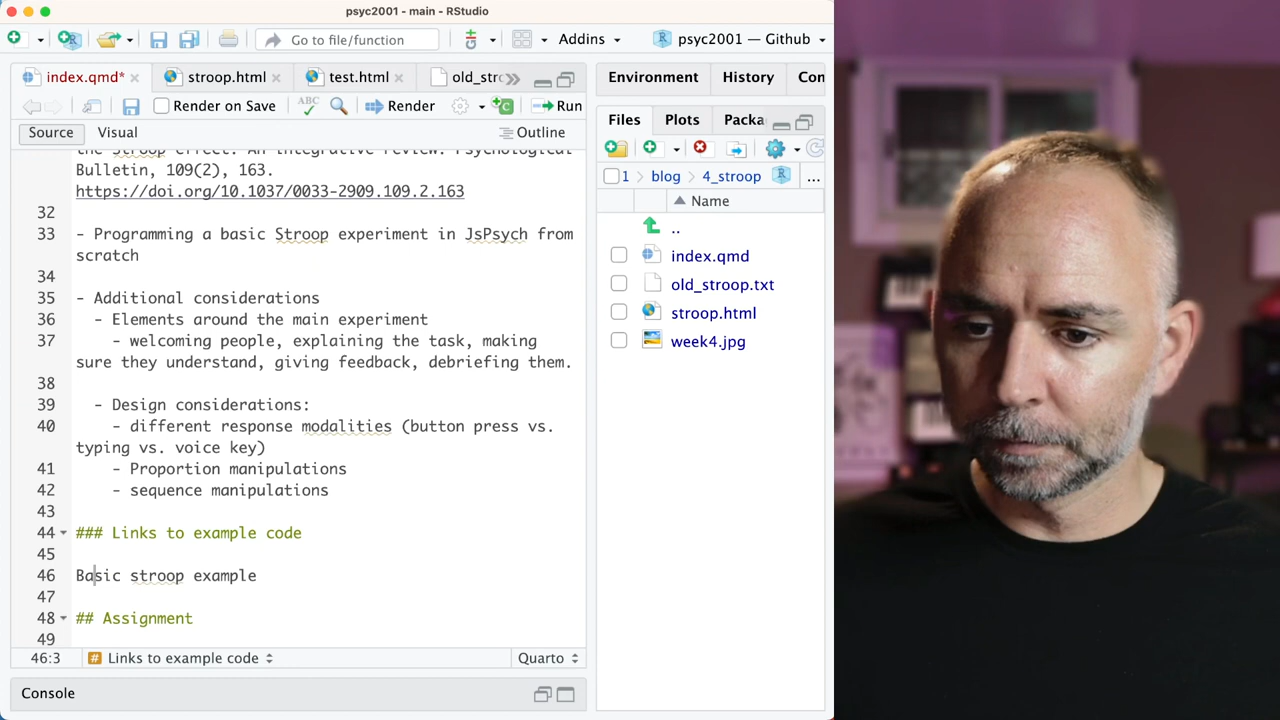 psyc2001 - main - RStudio
Go to file/function
Addins
psyc2001 — Github
index.qmd*
stroop.html
test.html
Environment
History
Render on Save
ABC
Render
Run
Files
Plots
Source
Visual
Outline
Bulletin, 109(2), 163.
https://doi.org/10.1037/0033-2909.109.2.163
1
blog
4_stroop
...
Name
32
33 - Programming a basic Stroop experiment in JsPsych from
scratch
34
35 - Additional considerations
36 - Elements around the main experiment
37 - welcoming people, explaining the task, making
sure they understand, giving feedback, debriefing them.
38
39 - Design considerations:
40 - different response modalities (button press vs.
typing vs. voice key)
41 - Proportion manipulations
42 - sequence manipulations
43
44 ### Links to example code
45
46 Basic stroop example
47
48 ## Assignment
49
..
index.qmd
old_stroop.txt
stroop.html
week4.jpg
46:3
# Links to example code
Quarto
Console